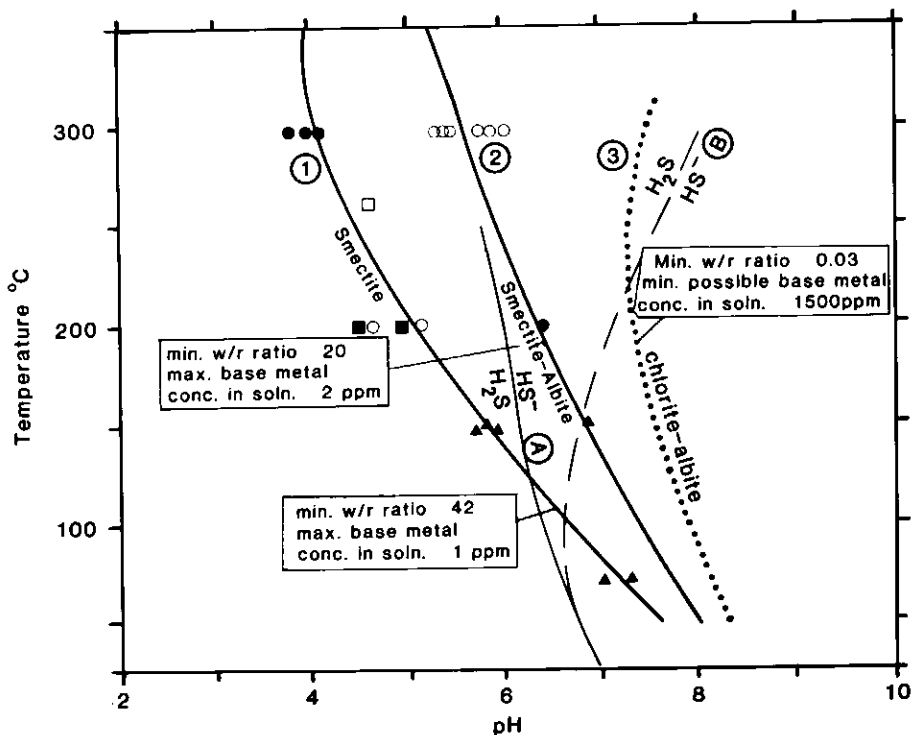 300
200
100
Temperature °C
2
4
6
8
10
pH
1
2
3
A
B
Smectite
Smectite-Albite
chlorite-albite
H2S
HS-
H2S
HS-
min. w/r ratio 20
max. base metal
conc. in soln. 2 ppm
min. w/r ratio 42
max. base metal
conc. in soln. 1 ppm
Min. w/r ratio 0.03
min. possible base metal
conc. in soln. 1500ppm